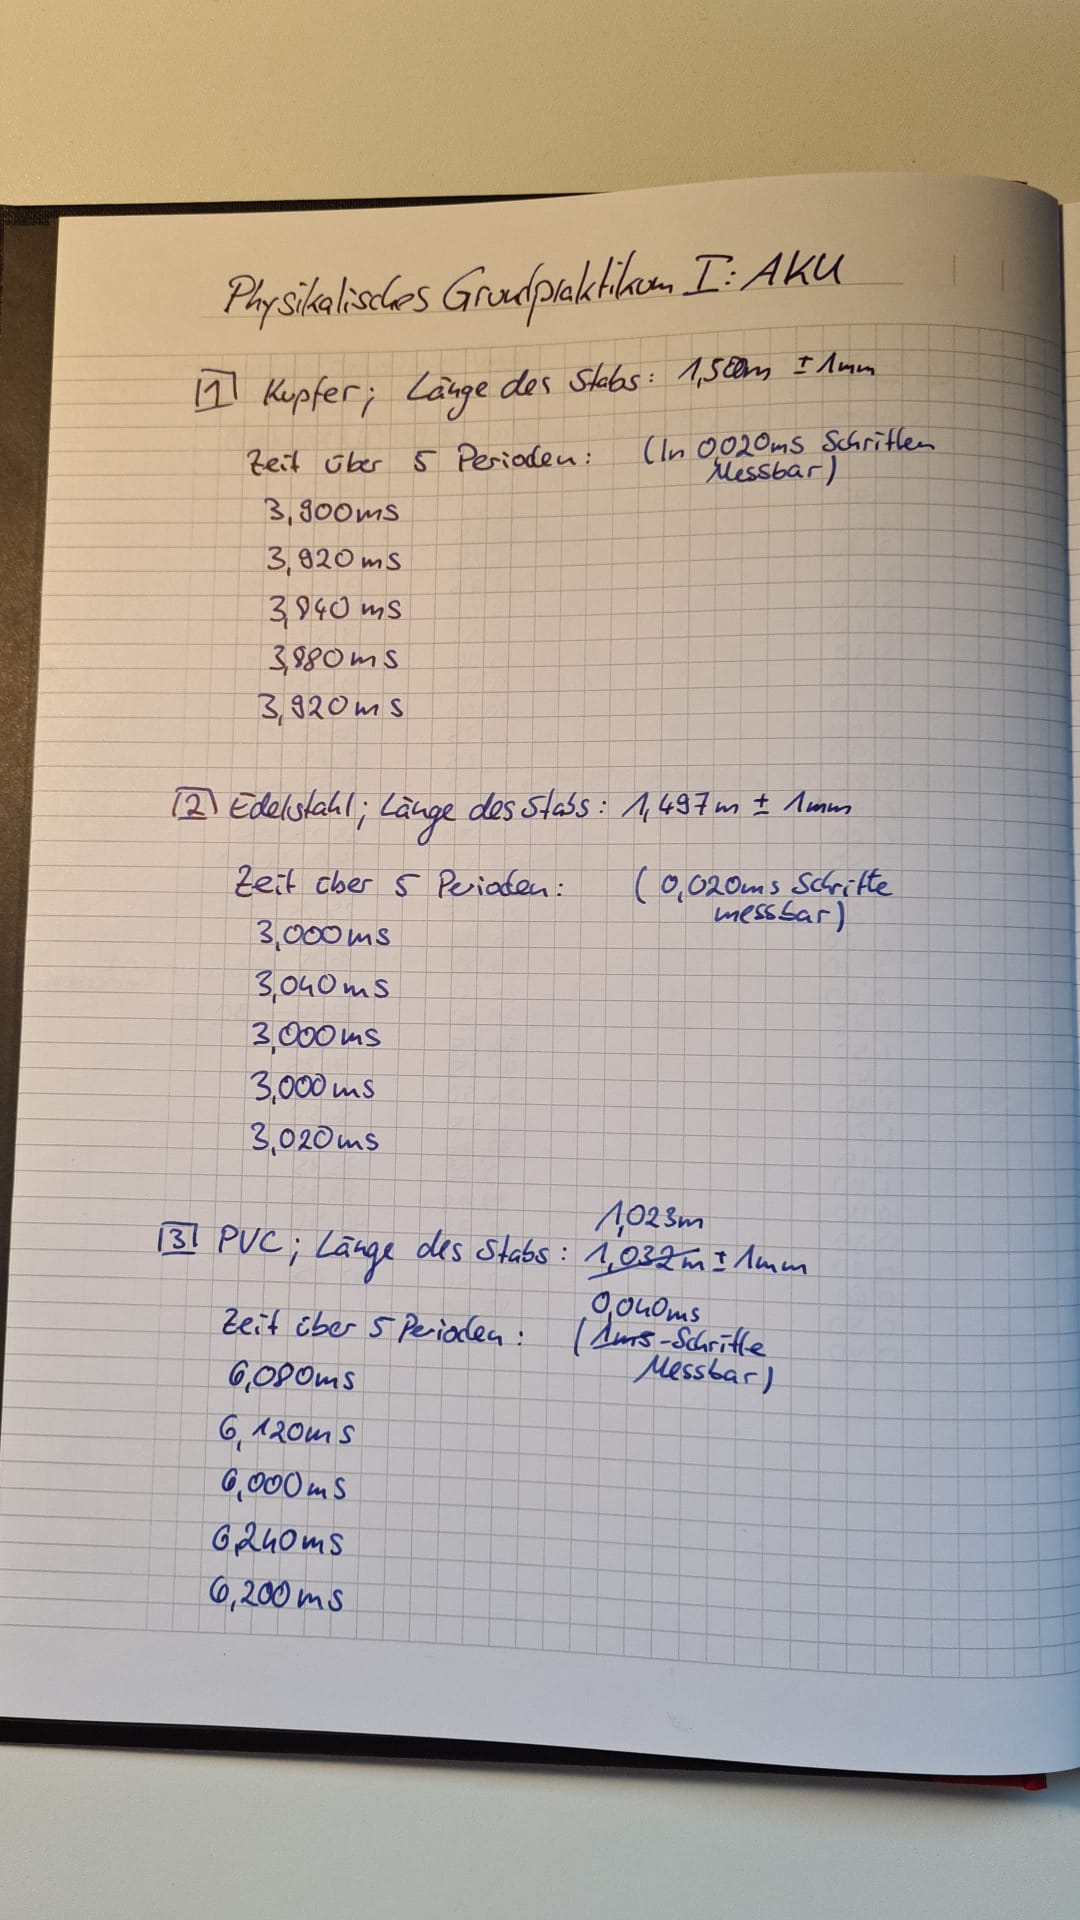 Physikalisches Grundpraktikum I: AKU
1 Kupfer; Länge des Stabs: 1,500m ± 1mm
Zeit über 5 Perioden: (In 0,020ms Schritten
Messbar)
3,900ms
3,920ms
3,940ms
3,980ms
3,920ms
2 Edelstahl; Länge des Stabs: 1,497m ± 1mm
Zeit über 5 Perioden: (0,020ms Schritte
messbar)
3,000ms
3,040ms
3,000ms
3,000ms
3,020ms
1,023m
3 PVC; Länge des Stabs: 1,032m ± 1mm
0,040ms
Zeit über 5 Perioden: (1ms-Schritte
Messbar)
6,080ms
6,120ms
6,000ms
6,240ms
6,200ms